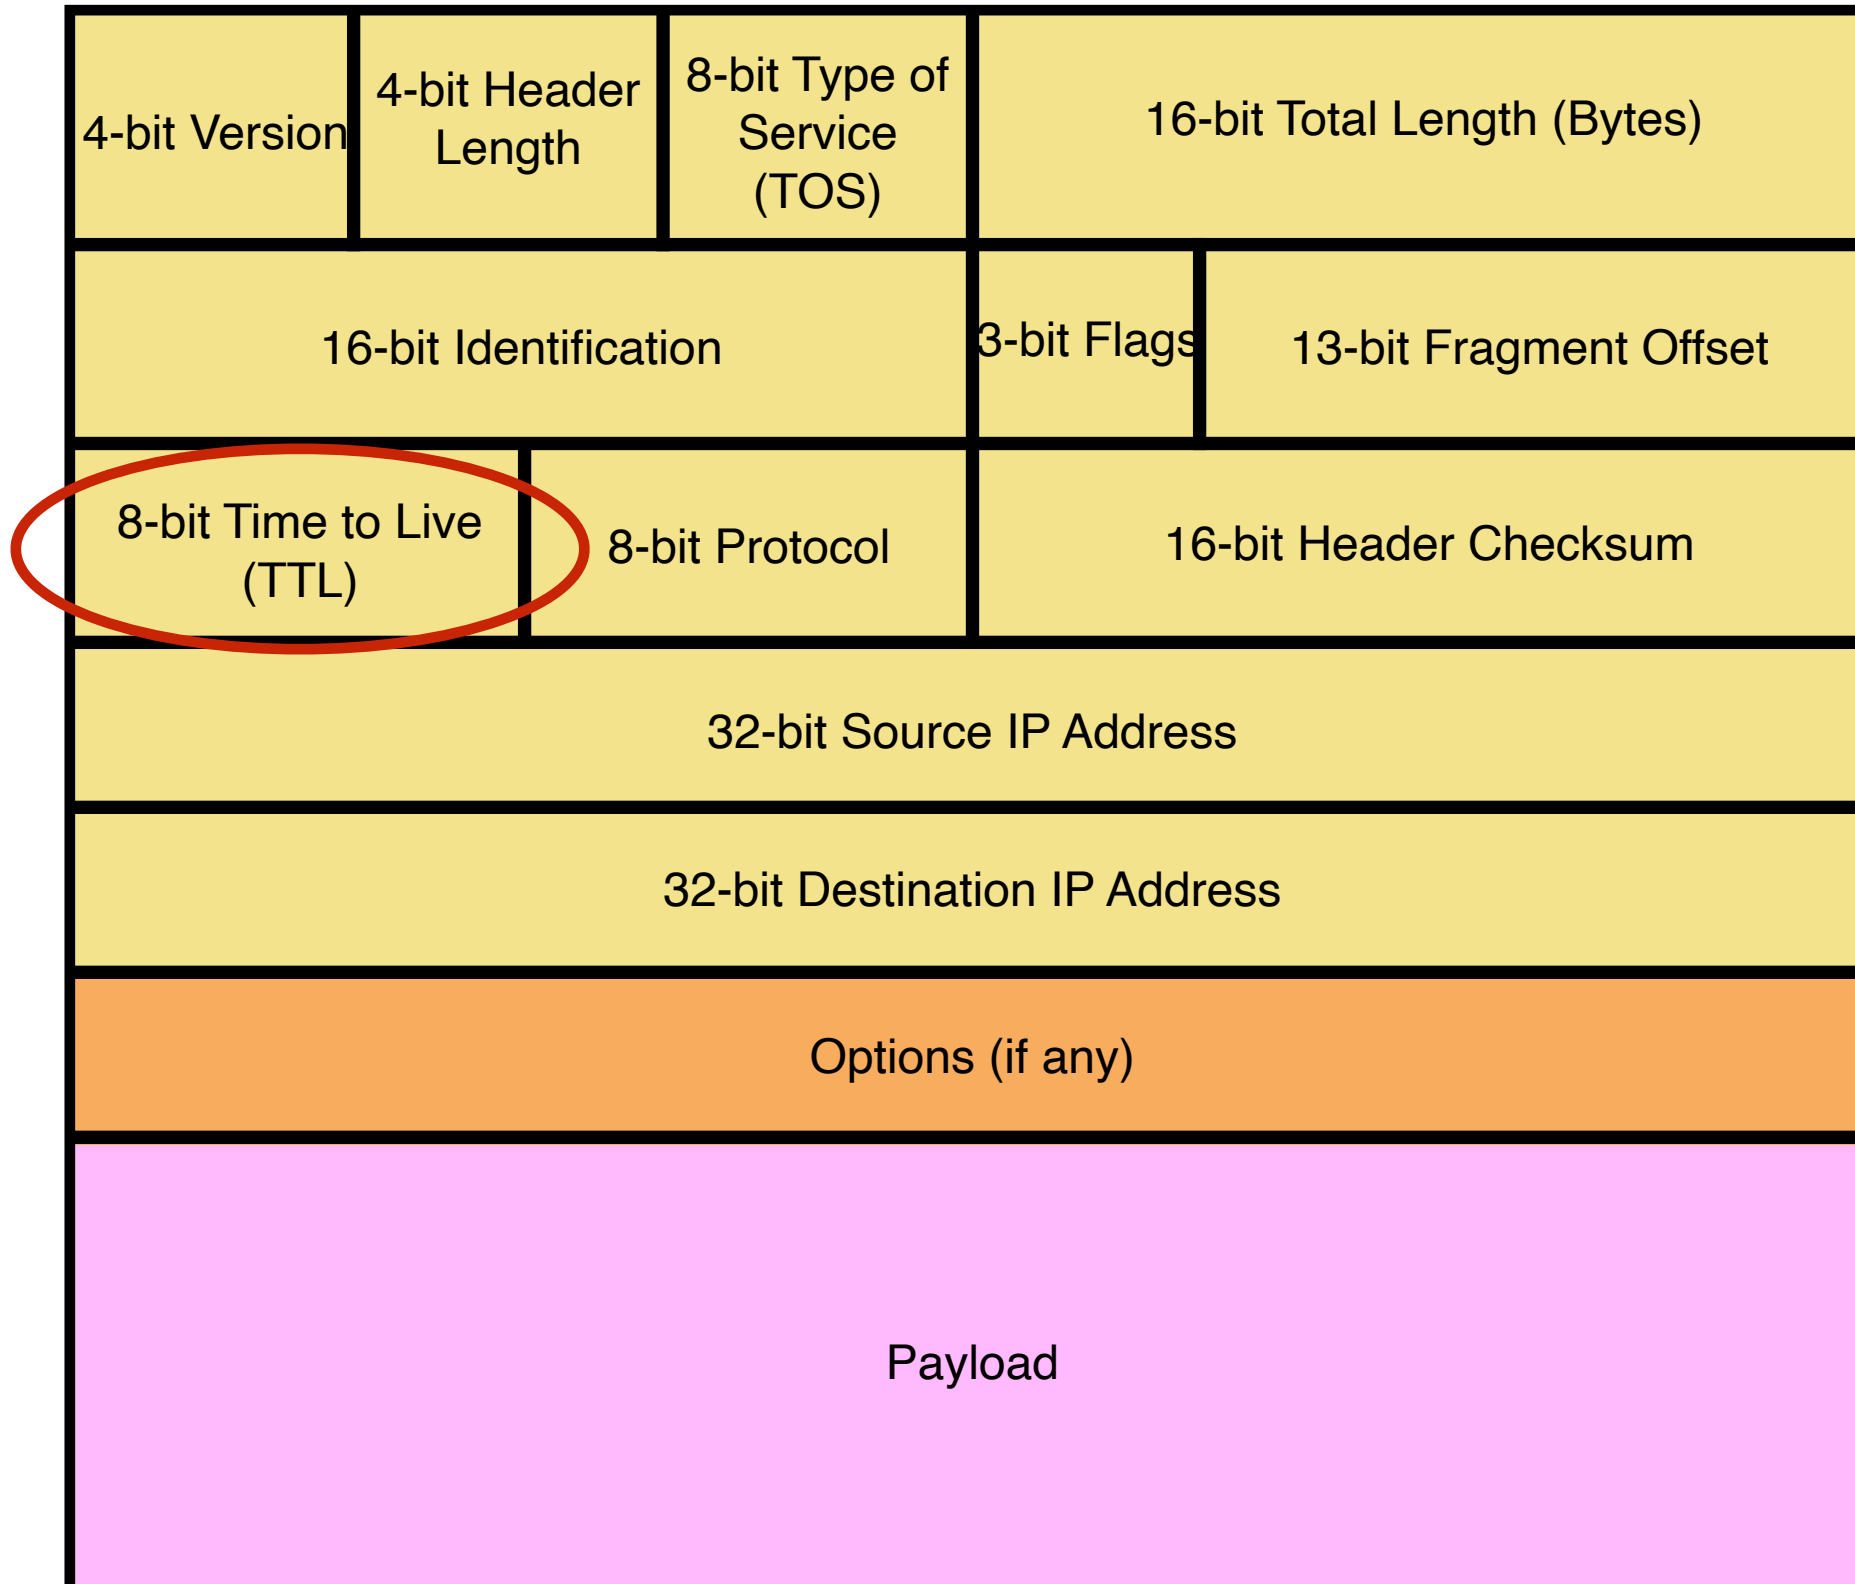 4-bit Version
4-bit Header
Length
8-bit Type of
Service
(TOS)
16-bit Total Length (Bytes)
16-bit Identification
3-bit Flags
13-bit Fragment Offset
8-bit Time to Live
(TTL)
8-bit Protocol
16-bit Header Checksum
32-bit Source IP Address
32-bit Destination IP Address
Options (if any)
Payload